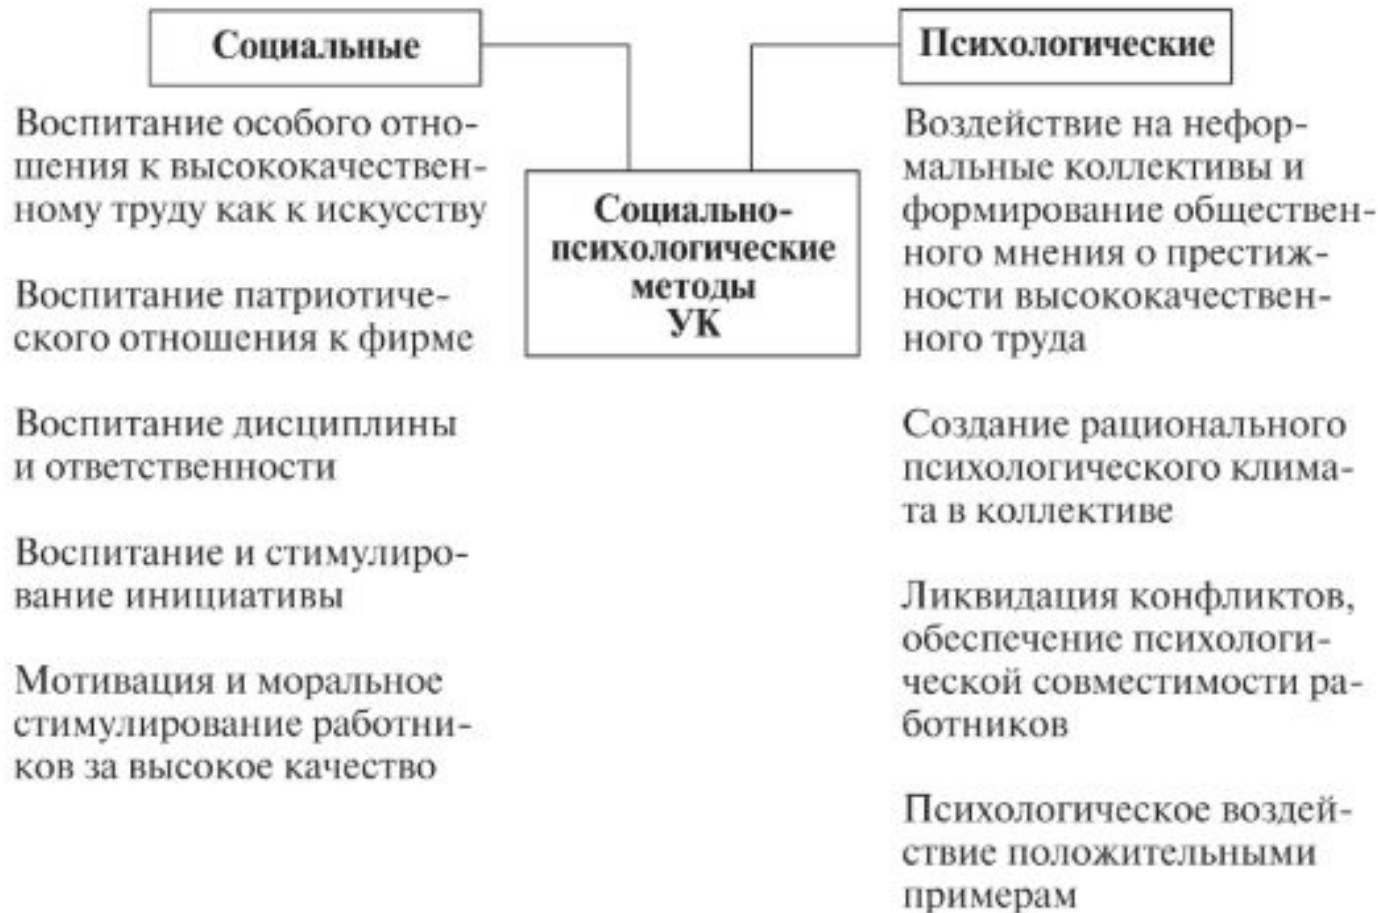 Социальные
Воспитание особого отно-
шения к высококачествен-
ному труду как к искусству
Воспитание патриотиче-
ского отношения к фирме
Воспитание дисциплины
и ответственности
Воспитание и стимулиро-
вание инициативы
Мотивация и моральное
стимулирование работни-
ков за высокое качество
Социально-
психологические
методы
УК
Психологические
Воздействие на нефор-
мальные коллективы и
формирование обществен-
ного мнения о престиж-
ности высококачествен-
ного труда
Создание рационального
психологического клима-
та в коллективе
Ликвидация конфликтов,
обеспечение психологи-
ческой совместимости ра-
ботников
Психологическое воздей-
ствие положительными
примерам